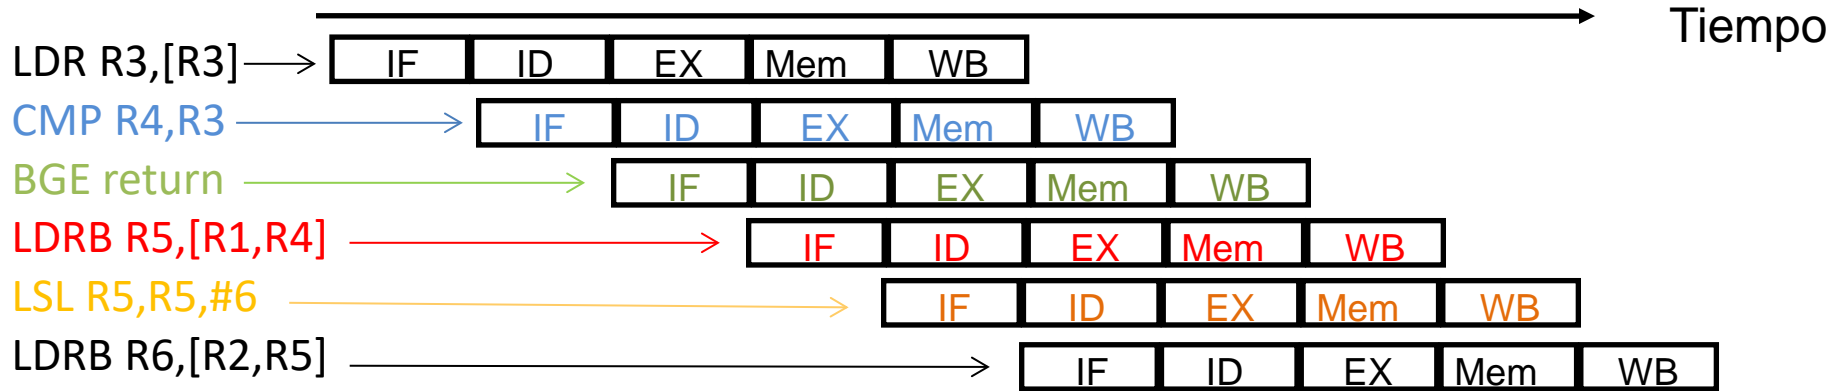 Tiempo
LDR R3,[R3] IF ID EX Mem WB
CMP R4,R3 IF ID EX Mem WB
BGE return IF ID EX Mem WB
LDRB R5,[R1,R4] IF ID EX Mem WB
LSL R5,R5,#6 IF ID EX Mem WB
LDRB R6,[R2,R5] IF ID EX Mem WB